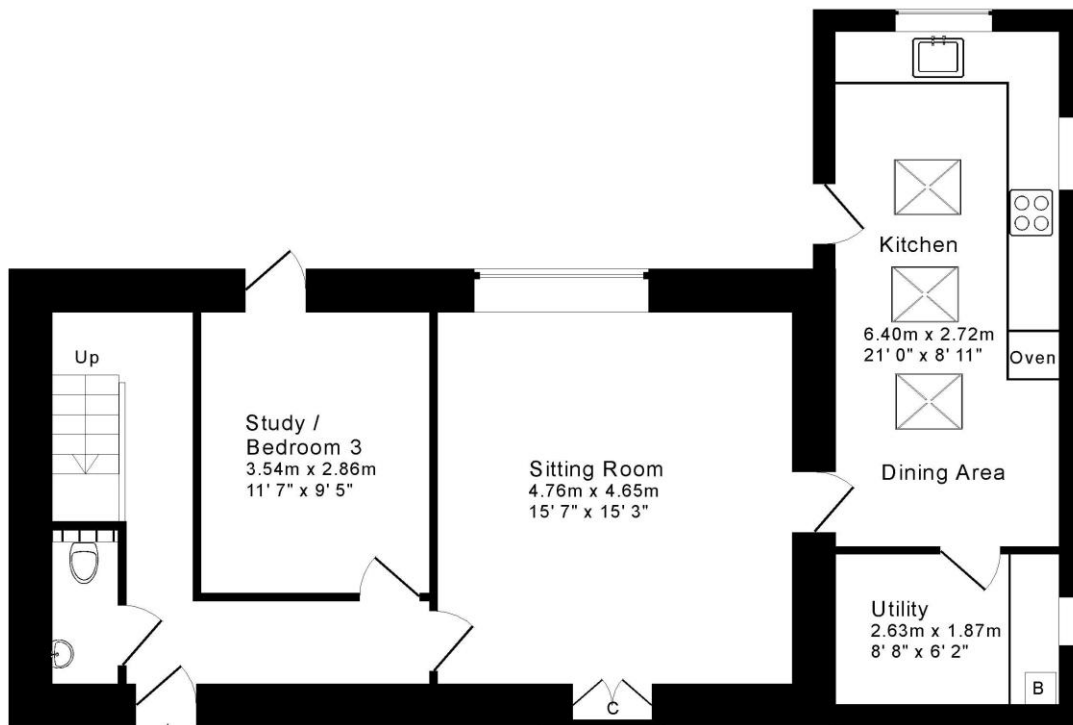 Up
Study /
Bedroom 3
3.54m x 2.86m
11' 7" x 9' 5"
Sitting Room
4.76m x 4.65m
15' 7" x 15' 3"
C
Kitchen
6.40m x 2.72m
21' 0" x 8' 11"
Oven
Dining Area
Utility
2.63m x 1.87m
8' 8" x 6' 2"
B